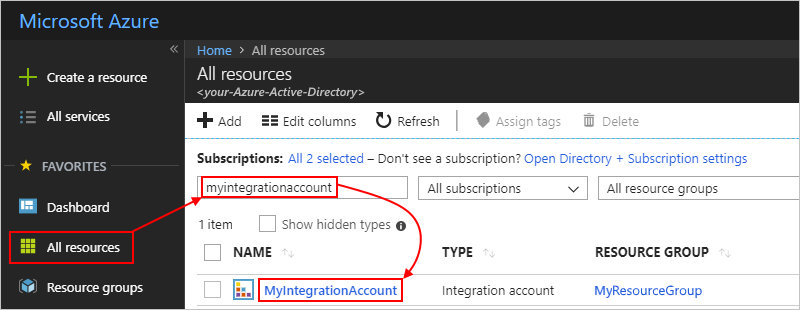 Microsoft Azure
«
Create a resource
All services
FAVORITES
Dashboard
All resources
Resource groups
Home > All resources
All resources
<your-Azure-Active-Directory>
Add Edit columns Refresh Assign tags Delete
Subscriptions: All 2 selected – Don't see a subscription? Open Directory + Subscription settings
myintegrationaccount All subscriptions All resource groups
1 item Show hidden types
NAME TYPE RESOURCE GROUP
MyIntegrationAccount Integration account MyResourceGroup